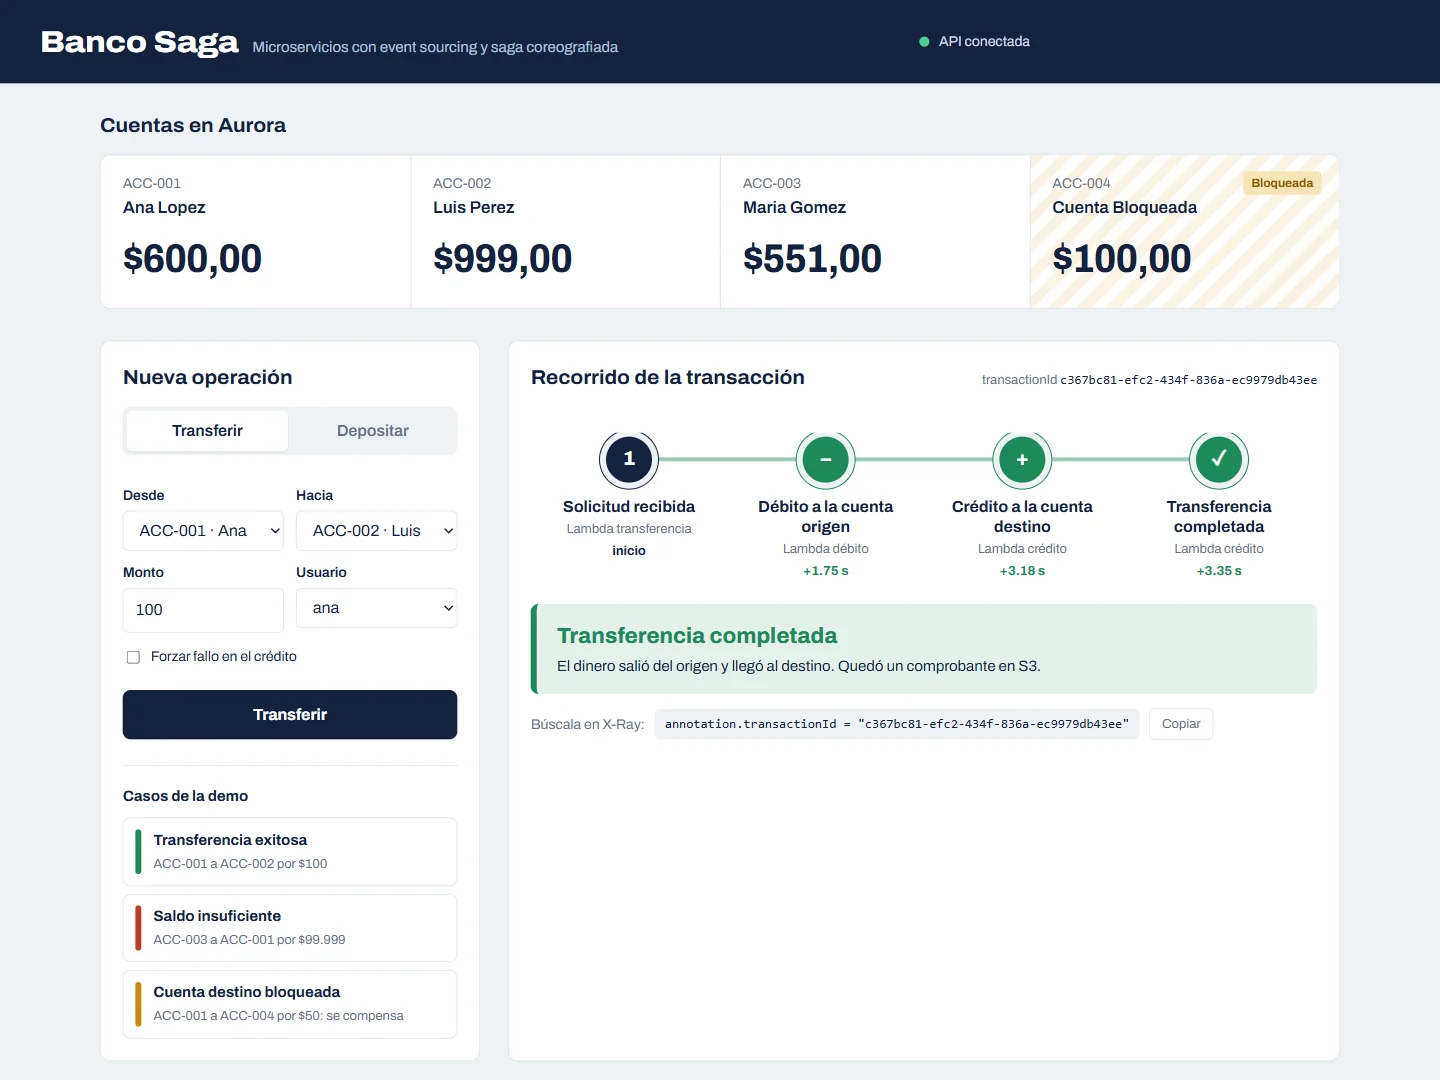 Banco Saga
Microservicios con event sourcing y saga coreografiada
API conectada
Cuentas en Aurora
ACC-001
Ana Lopez
$600,00
ACC-002
Luis Perez
$999,00
ACC-003
Maria Gomez
$551,00
ACC-004
Bloqueada
Cuenta Bloqueada
$100,00
Nueva operación
Transferir
Depositar
Desde
Hacia
ACC-001 · Ana
ACC-002 · Luis
Monto
Usuario
100
ana
Forzar fallo en el crédito
Transferir
Casos de la demo
Transferencia exitosa
ACC-001 a ACC-002 por $100
Saldo insuficiente
ACC-003 a ACC-001 por $99.999
Cuenta destino bloqueada
ACC-001 a ACC-004 por $50: se compensa
Recorrido de la transacción
transactionId c367bc81-efc2-434f-836a-ec9979db43ee
1
Solicitud recibida
Lambda transferencia
inicio
−
Débito a la cuenta
origen
Lambda débito
+1.75 s
+
Crédito a la cuenta
destino
Lambda crédito
+3.18 s
✓
Transferencia
completada
Lambda crédito
+3.35 s
Transferencia completada
El dinero salió del origen y llegó al destino. Quedó un comprobante en S3.
Búscala en X-Ray:
annotation.transactionId = "c367bc81-efc2-434f-836a-ec9979db43ee"
Copiar